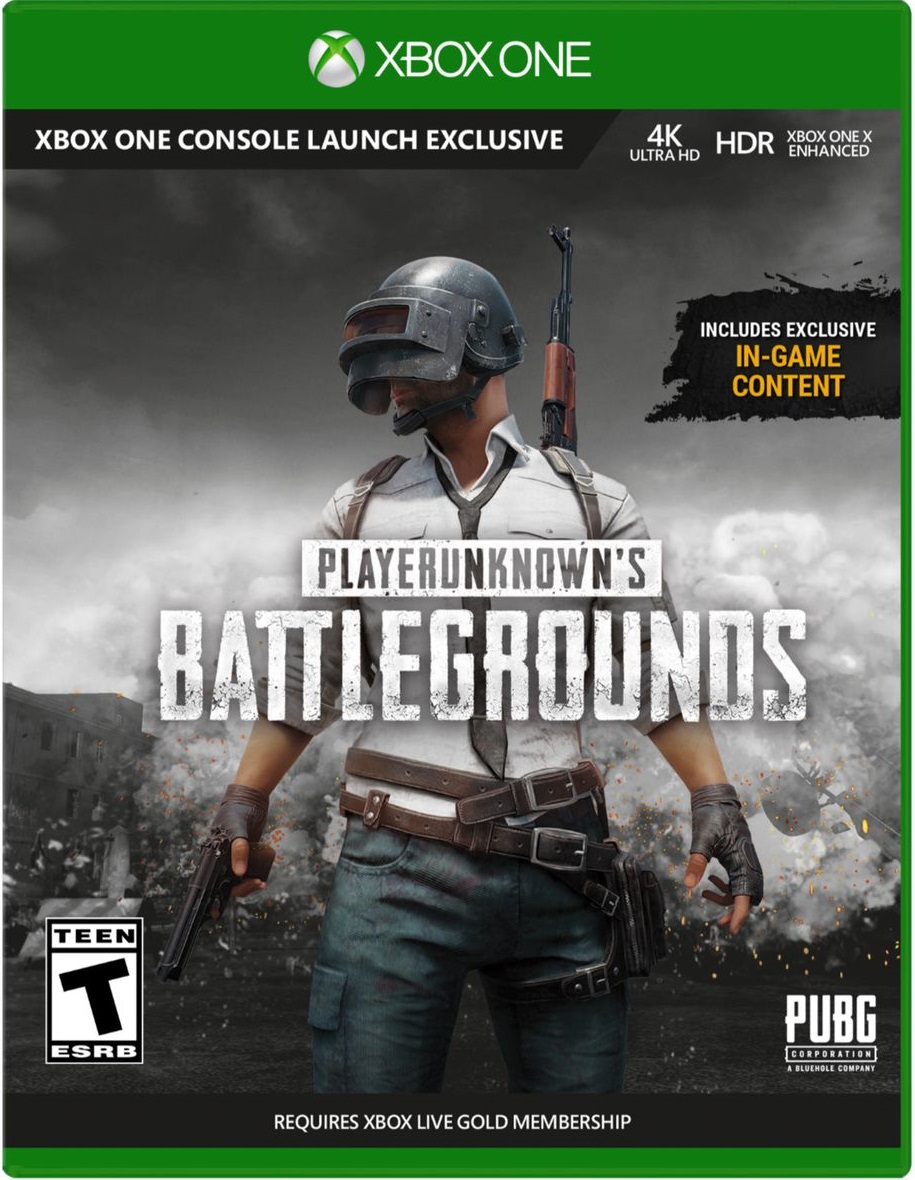 XBOX ONE
XBOX ONE CONSOLE LAUNCH EXCLUSIVE
4K
ULTRA HD
HDR
XBOX ONE X
ENHANCED
INCLUDES EXCLUSIVE
IN-GAME
CONTENT
PLAYERUNKNOWN'S
BATTLEGROUNDS
TEEN
T
ESRB
PUBG
CORPORATION
A BLUEHOLE COMPANY
REQUIRES XBOX LIVE GOLD MEMBERSHIP